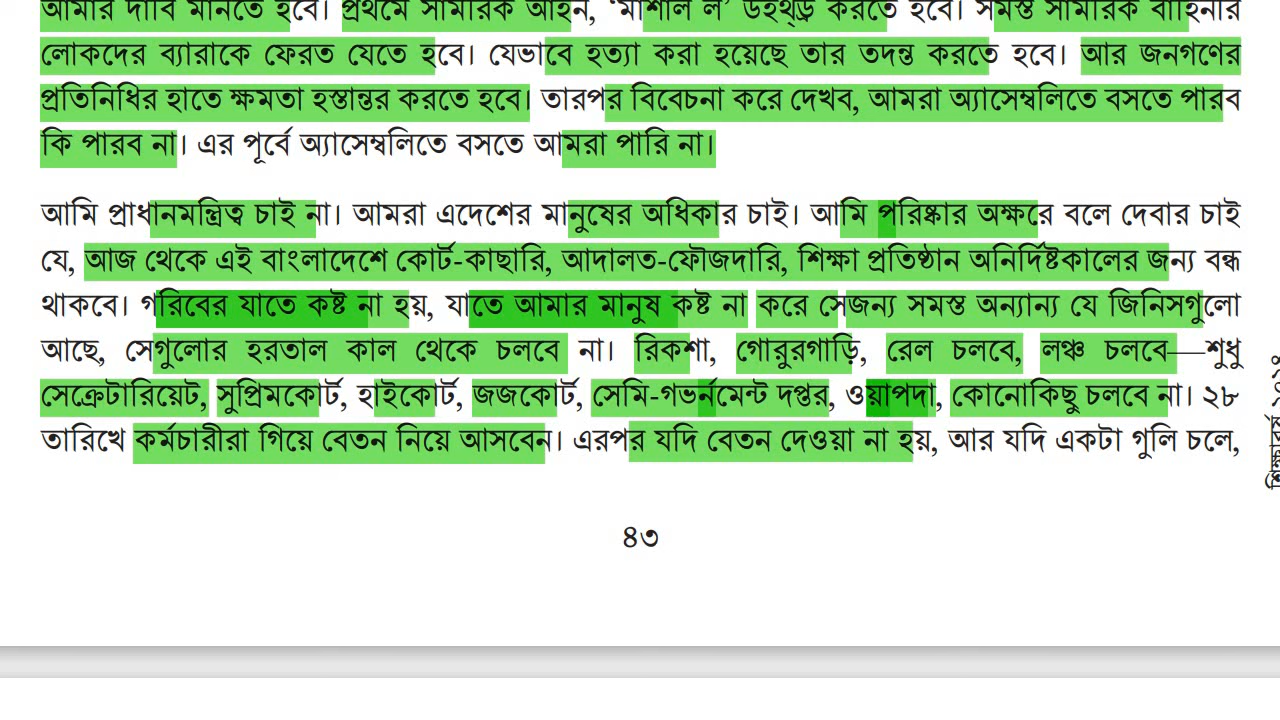 আমার দাবি মানতে হবে। প্রথমে সামরিক আইন, ‘মার্শাল ল’ উইথ্‌ড্র করতে হবে। সমস্ত সামরিক বাহিনীর
লোকদের ব্যারাকে ফেরত যেতে হবে। যেভাবে হত্যা করা হয়েছে তার তদন্ত করতে হবে। আর জনগণের
প্রতিনিধির হাতে ক্ষমতা হস্তান্তর করতে হবে। তারপর বিবেচনা করে দেখব, আমরা অ্যাসেম্বলিতে বসতে পারব
কি পারব না। এর পূর্বে অ্যাসেম্বলিতে বসতে আমরা পারি না।
আমি প্রাধানমন্ত্রিত্ব চাই না। আমরা এদেশের মানুষের অধিকার চাই। আমি পরিষ্কার অক্ষরে বলে দেবার চাই
যে, আজ থেকে এই বাংলাদেশে কোর্ট-কাছারি, আদালত-ফৌজদারি, শিক্ষা প্রতিষ্ঠান অনির্দিষ্টকালের জন্য বন্ধ
থাকবে। গরিবের যাতে কষ্ট না হয়, যাতে আমার মানুষ কষ্ট না করে সেজন্য সমস্ত অন্যান্য যে জিনিসগুলো
আছে, সেগুলোর হরতাল কাল থেকে চলবে না। রিকশা, গোরুরগাড়ি, রেল চলবে, লঞ্চ চলবে—শুধু
সেক্রেটারিয়েট, সুপ্রিমকোর্ট, হাইকোর্ট, জজকোর্ট, সেমি-গভর্নমেন্ট দপ্তর, ওয়াপদা, কোনোকিছু চলবে না। ২৮
তারিখে কর্মচারীরা গিয়ে বেতন নিয়ে আসবেন। এরপর যদি বেতন দেওয়া না হয়, আর যদি একটা গুলি চলে,
৪৩